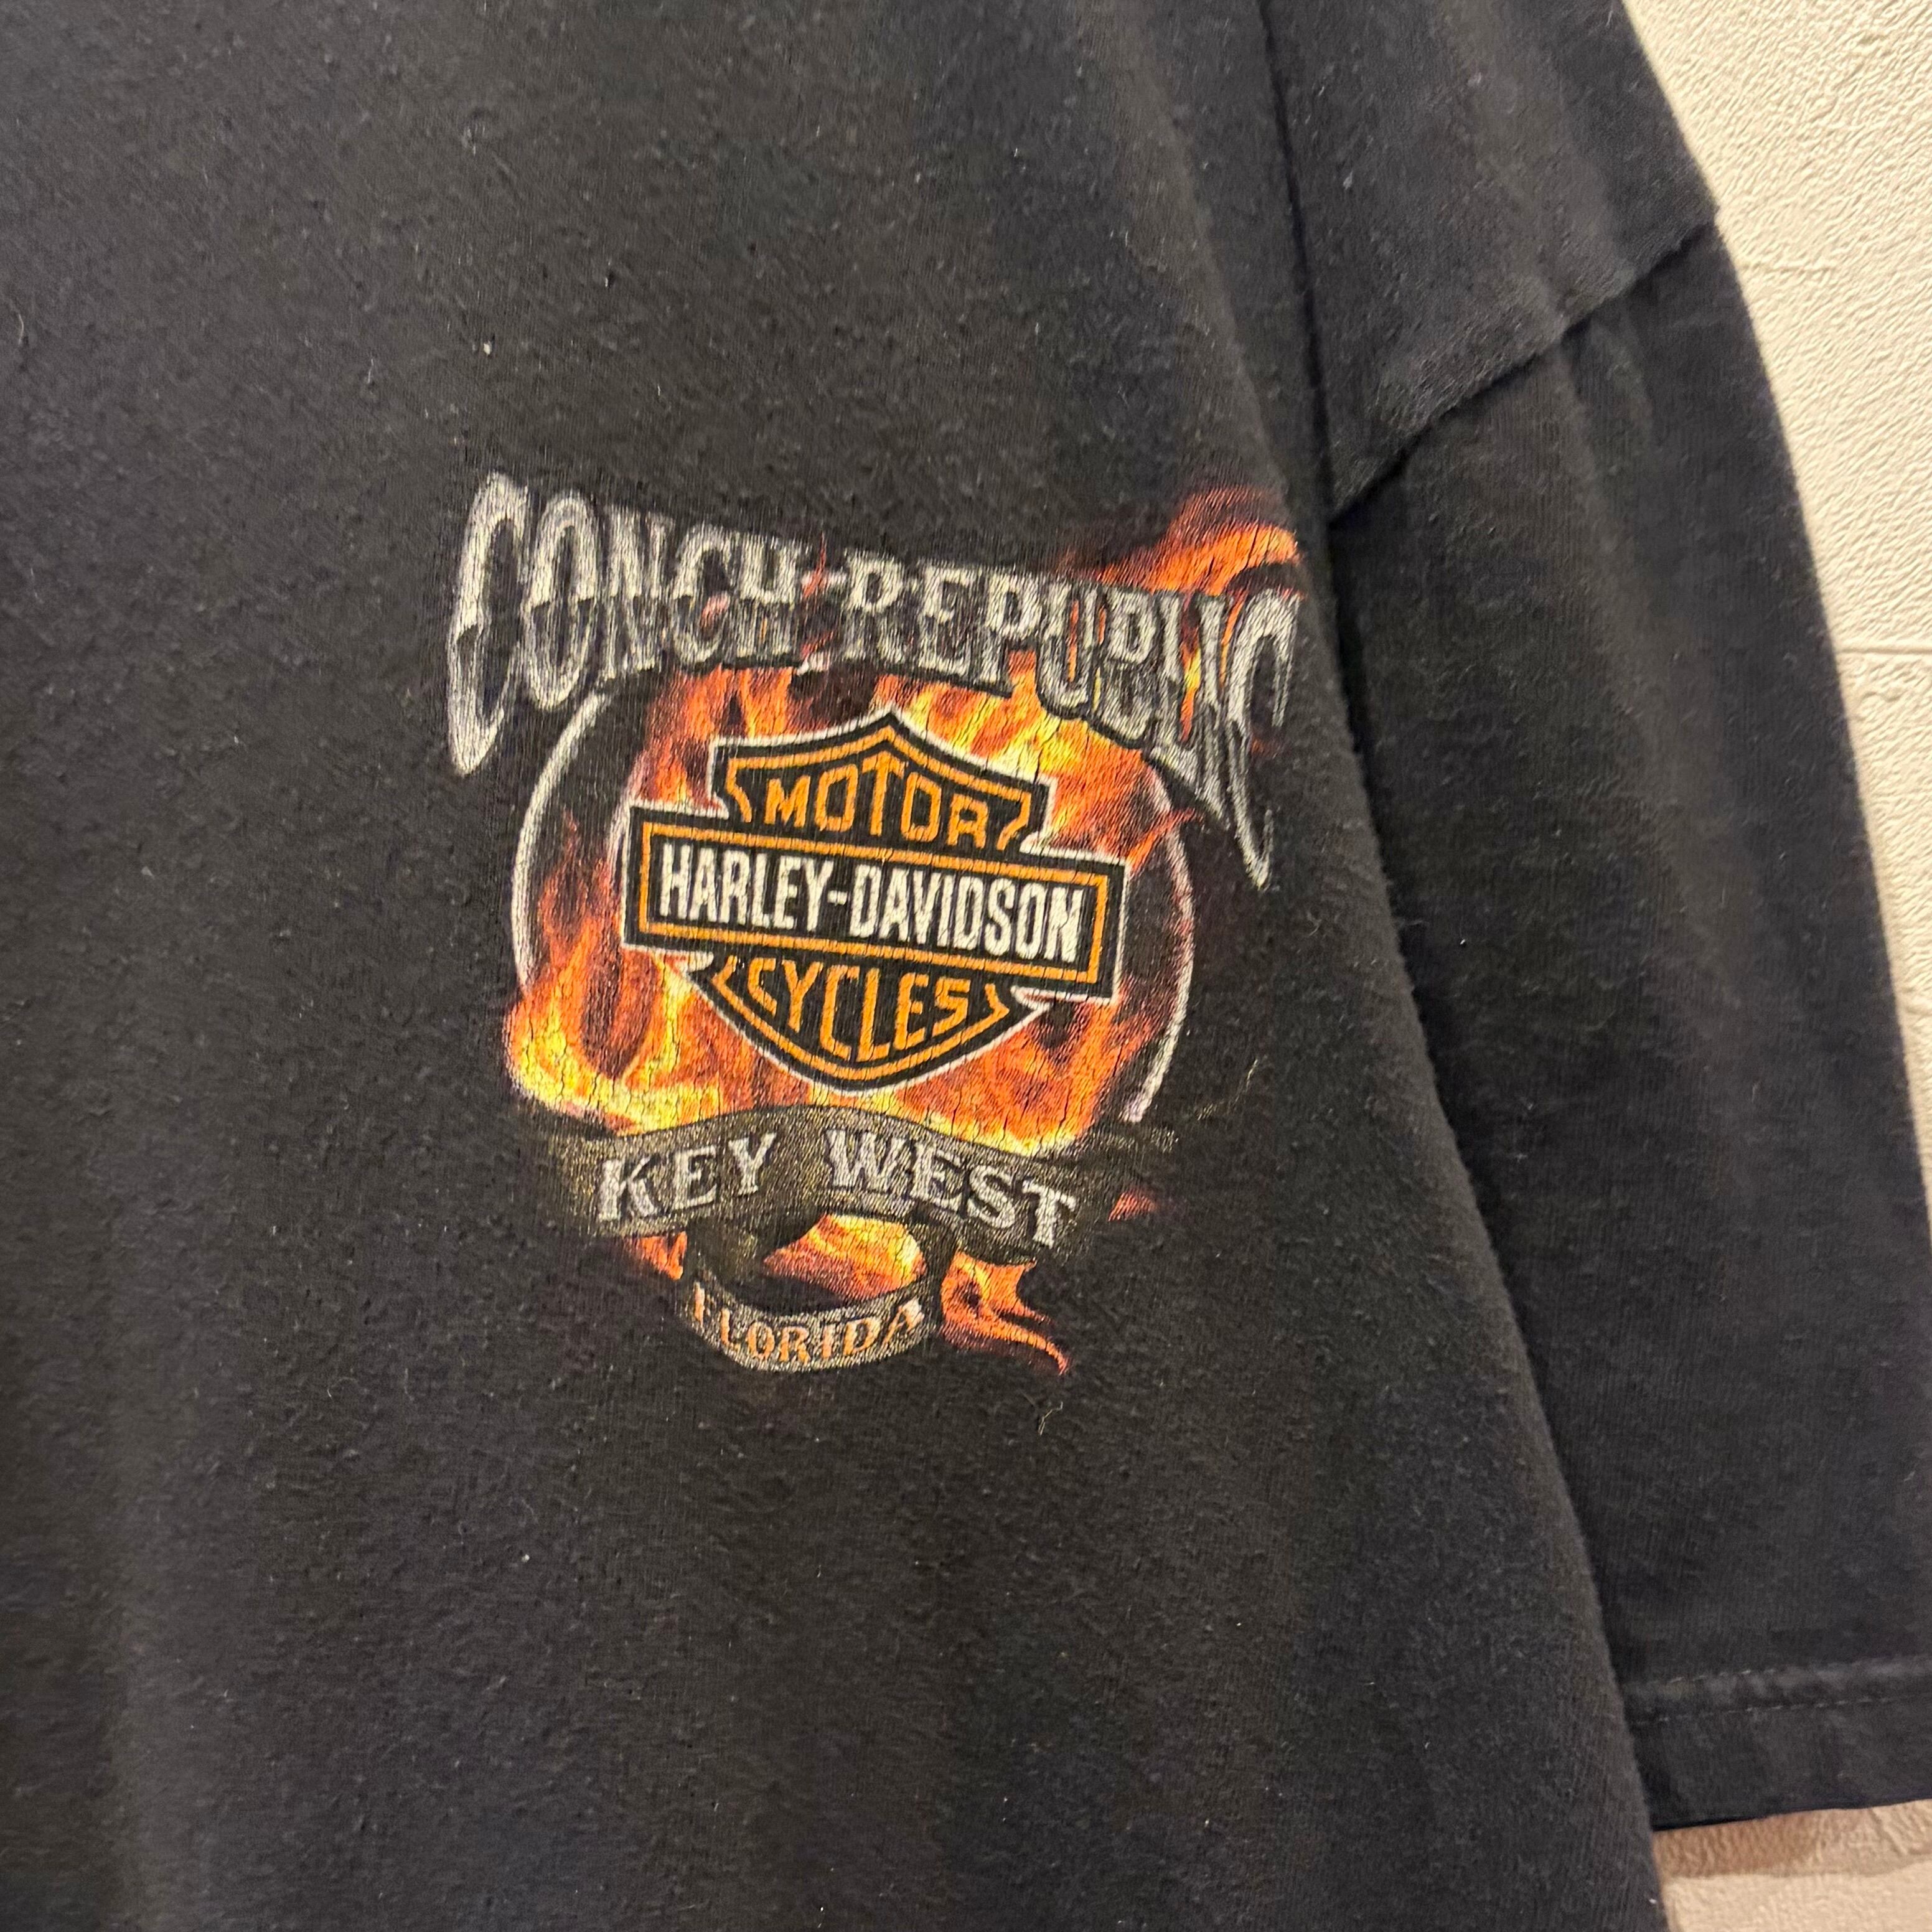 CONCH REPUBLIC
MOTOR
HARLEY-DAVIDSON
CYCLES
KEY WEST
FLORIDA